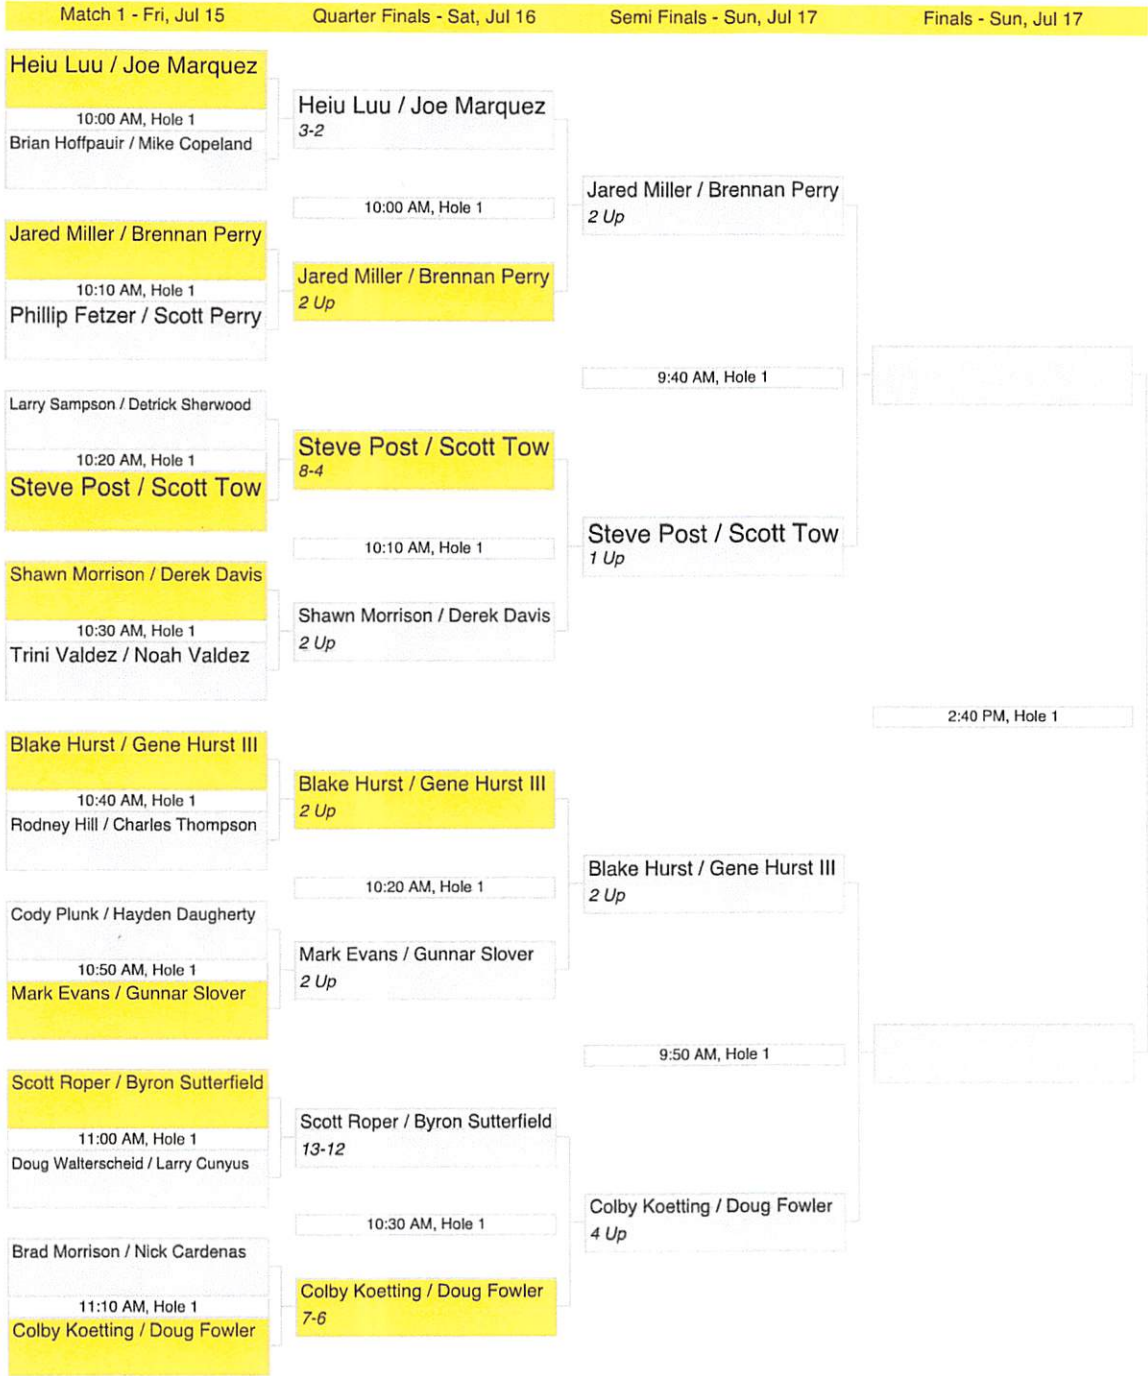 Match 1 - Fri, Jul 15
Quarter Finals - Sat, Jul 16
Semi Finals - Sun, Jul 17
Finals - Sun, Jul 17
Heiu Luu / Joe Marquez
10:00 AM, Hole 1
Brian Hoffpauir / Mike Copeland
Jared Miller / Brennan Perry
10:10 AM, Hole 1
Phillip Fetzer / Scott Perry
Larry Sampson / Detrick Sherwood
10:20 AM, Hole 1
Steve Post / Scott Tow
Shawn Morrison / Derek Davis
10:30 AM, Hole 1
Trini Valdez / Noah Valdez
Blake Hurst / Gene Hurst III
10:40 AM, Hole 1
Rodney Hill / Charles Thompson
Cody Plunk / Hayden Daugherty
10:50 AM, Hole 1
Mark Evans / Gunnar Slover
Scott Roper / Byron Sutterfield
11:00 AM, Hole 1
Doug Walterscheid / Larry Cunyus
Brad Morrison / Nick Cardenas
11:10 AM, Hole 1
Colby Koetting / Doug Fowler
Heiu Luu / Joe Marquez
3-2
10:00 AM, Hole 1
Jared Miller / Brennan Perry
2 Up
Steve Post / Scott Tow
8-4
10:10 AM, Hole 1
Shawn Morrison / Derek Davis
2 Up
Blake Hurst / Gene Hurst III
2 Up
10:20 AM, Hole 1
Mark Evans / Gunnar Slover
2 Up
Scott Roper / Byron Sutterfield
13-12
10:30 AM, Hole 1
Colby Koetting / Doug Fowler
7-6
Jared Miller / Brennan Perry
2 Up
9:40 AM, Hole 1
Steve Post / Scott Tow
1 Up
Blake Hurst / Gene Hurst III
2 Up
9:50 AM, Hole 1
Colby Koetting / Doug Fowler
4 Up
2:40 PM, Hole 1